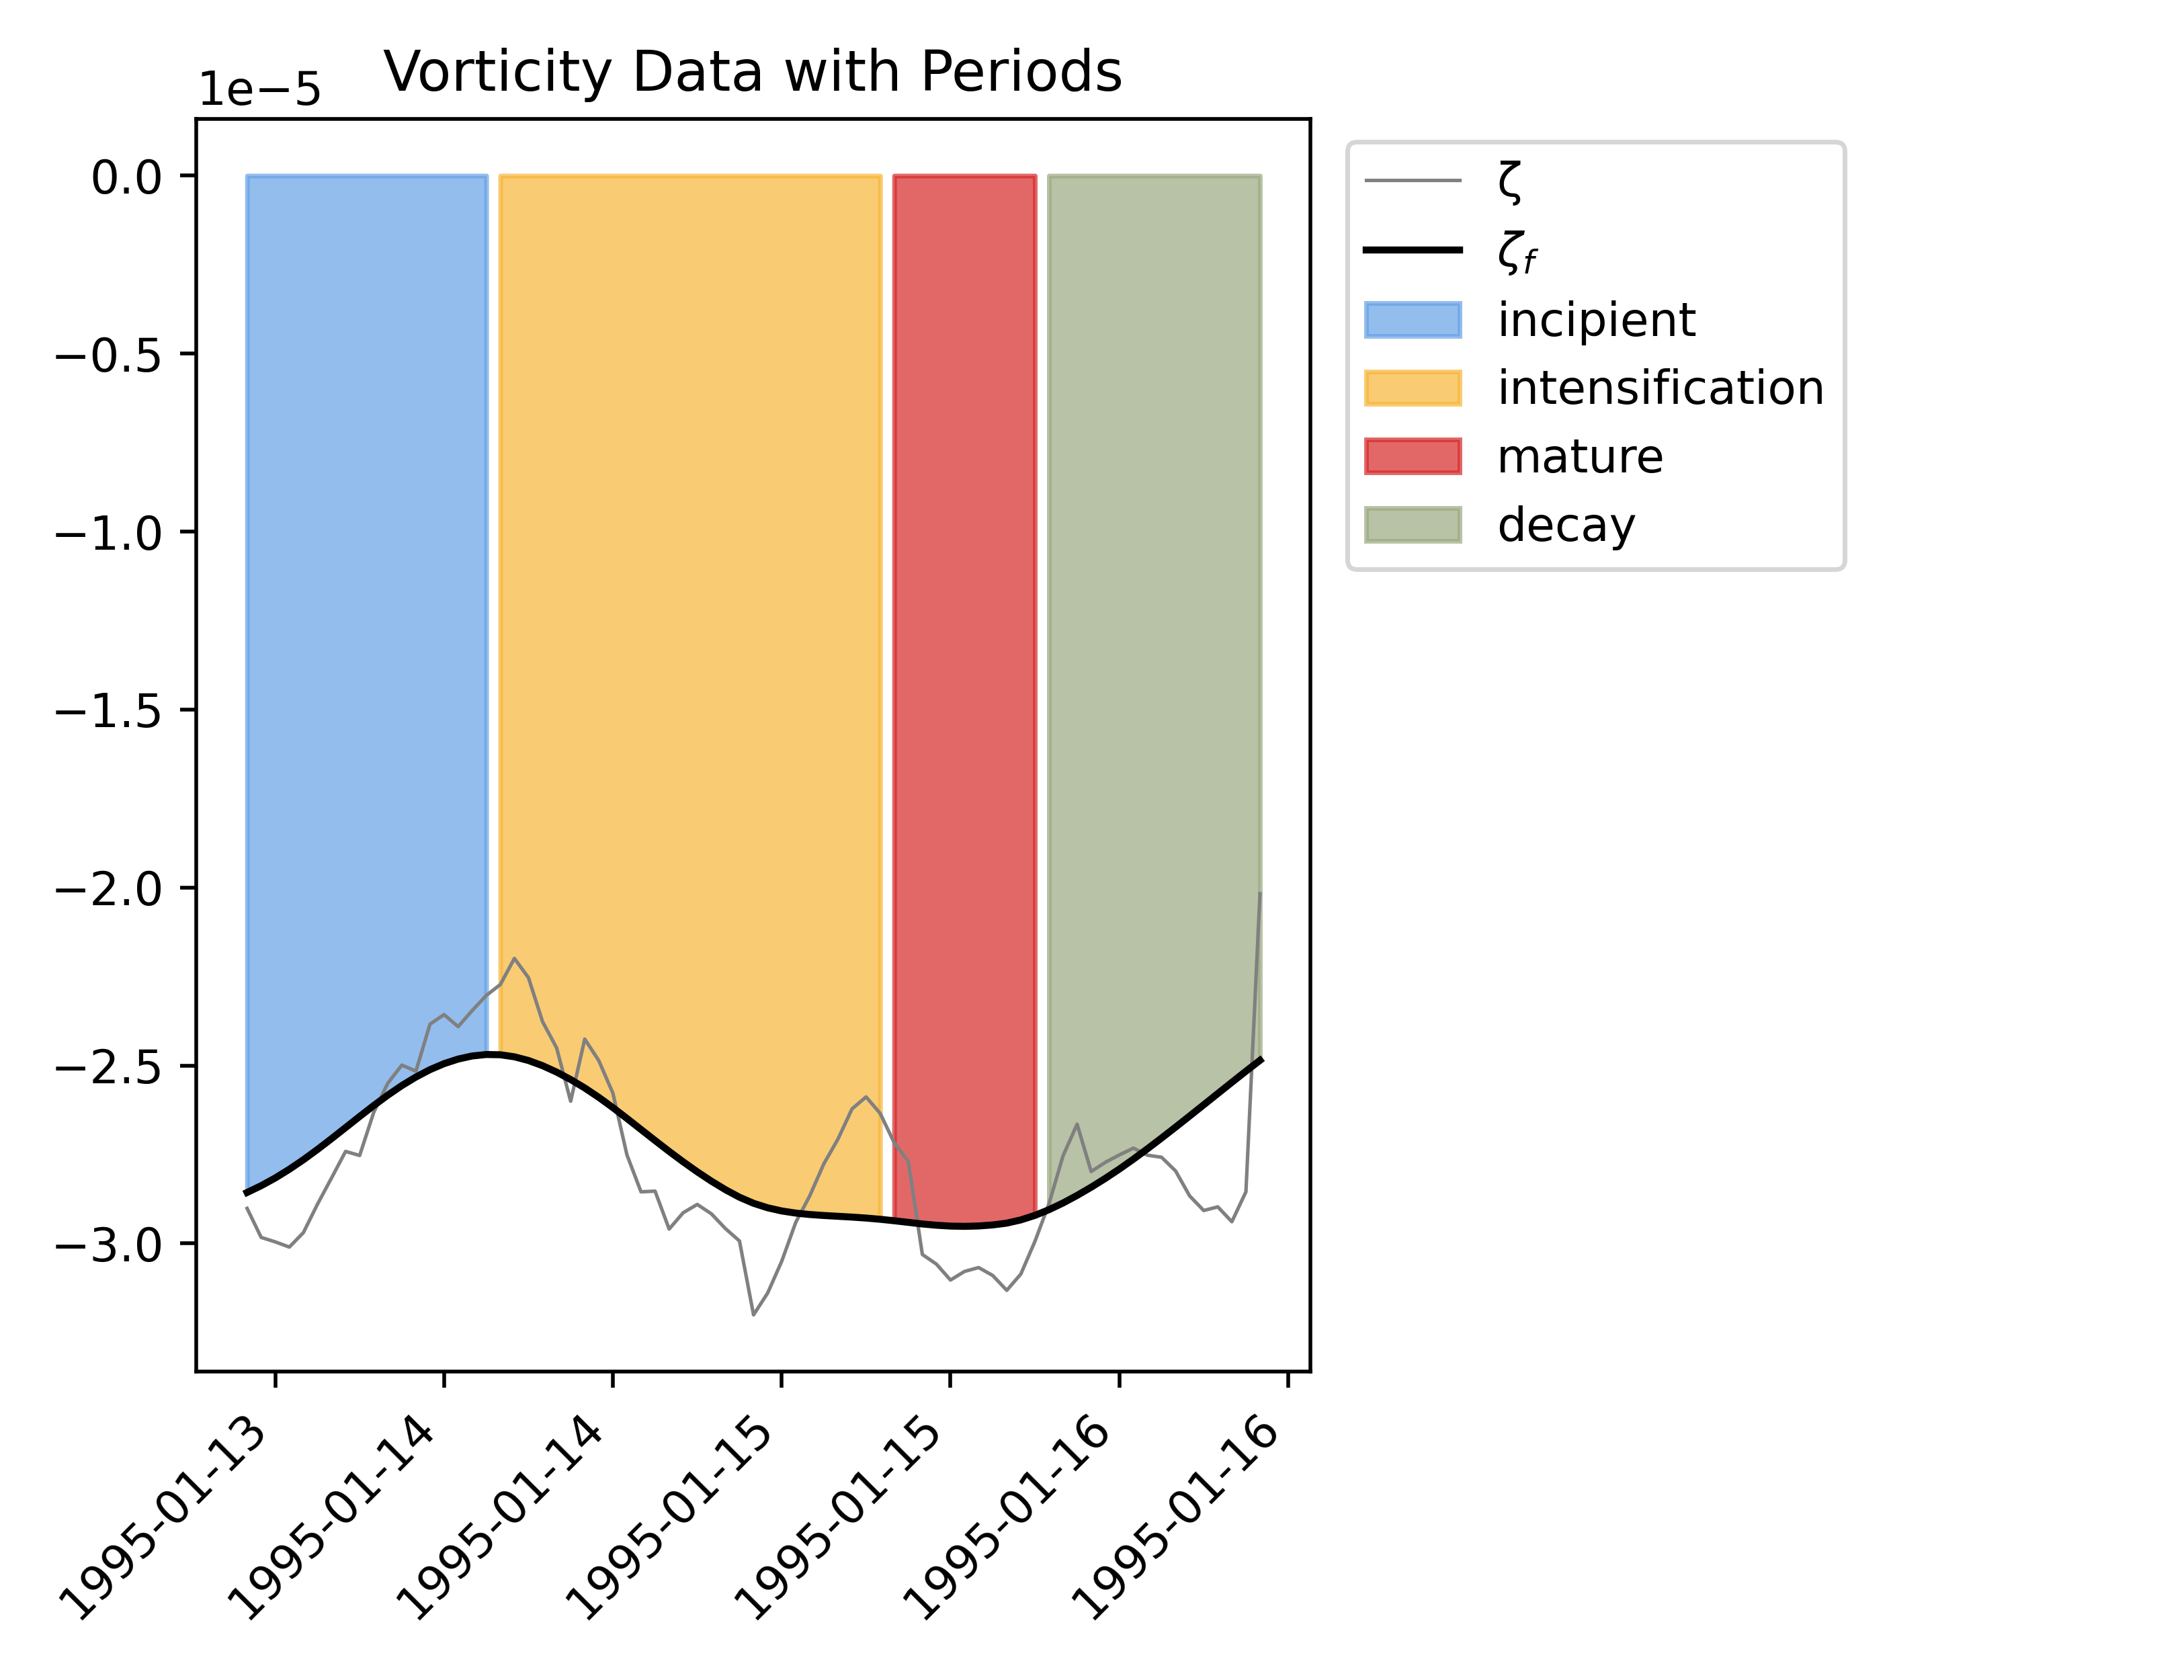 Vorticity Data with Periods
1e−5
0.0
−0.5
−1.0
−1.5
−2.0
−2.5
−3.0
1995-01-13
1995-01-14
1995-01-14
1995-01-15
1995-01-15
1995-01-16
1995-01-16
ζ
ζf
incipient
intensification
mature
decay